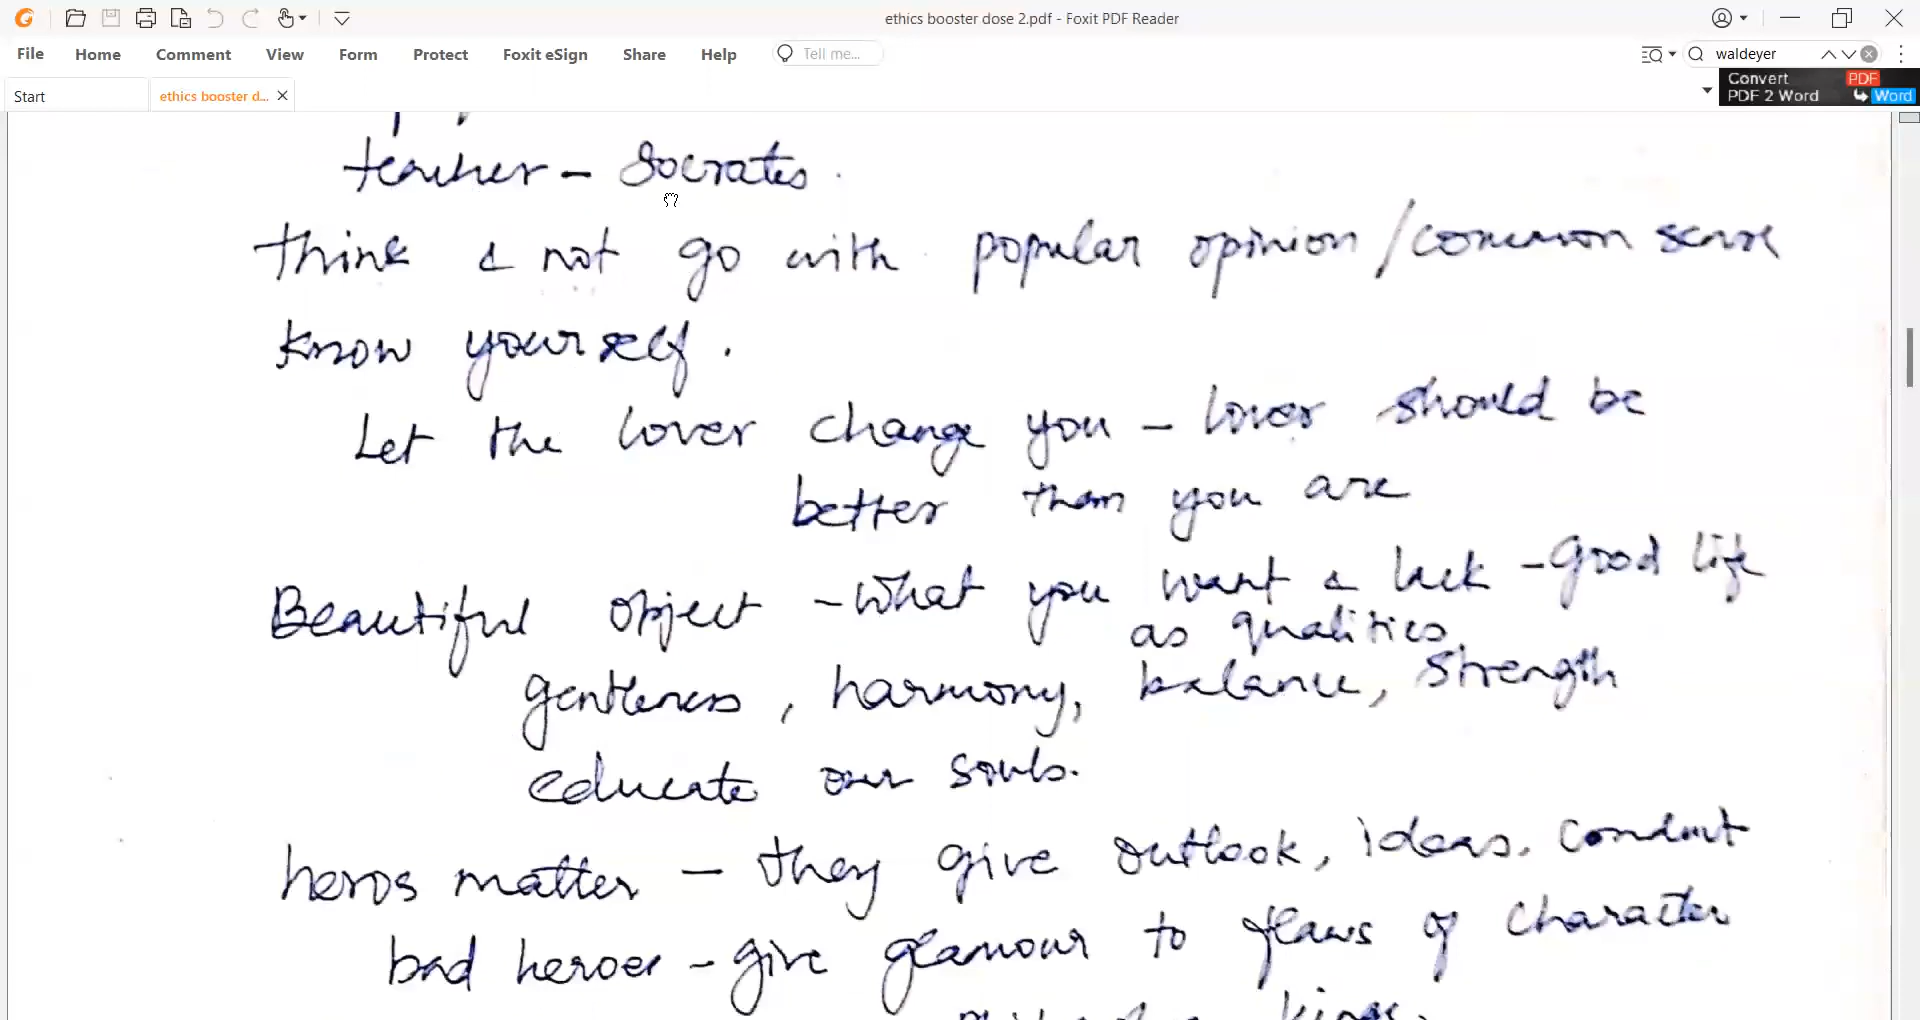 ethics booster dose 2.pdf - Foxit PDF Reader
File Home Comment View Form Protect Foxit eSign Share Help Tell me... waldeyer
Start ethics booster d... Convert PDF 2 Word PDF Word
teacher - Socrates.
think & not go with popular opinion / common sense
know yourself.
Let the lover change you - lover should be
better than you are
Beautiful object - what you want & lack - good life
as qualities
gentleness, harmony, balance, strength
educate our souls.
heros matter - they give outlook, ideas, conduct
bad heroes - give glamour to flaws of character
kings.